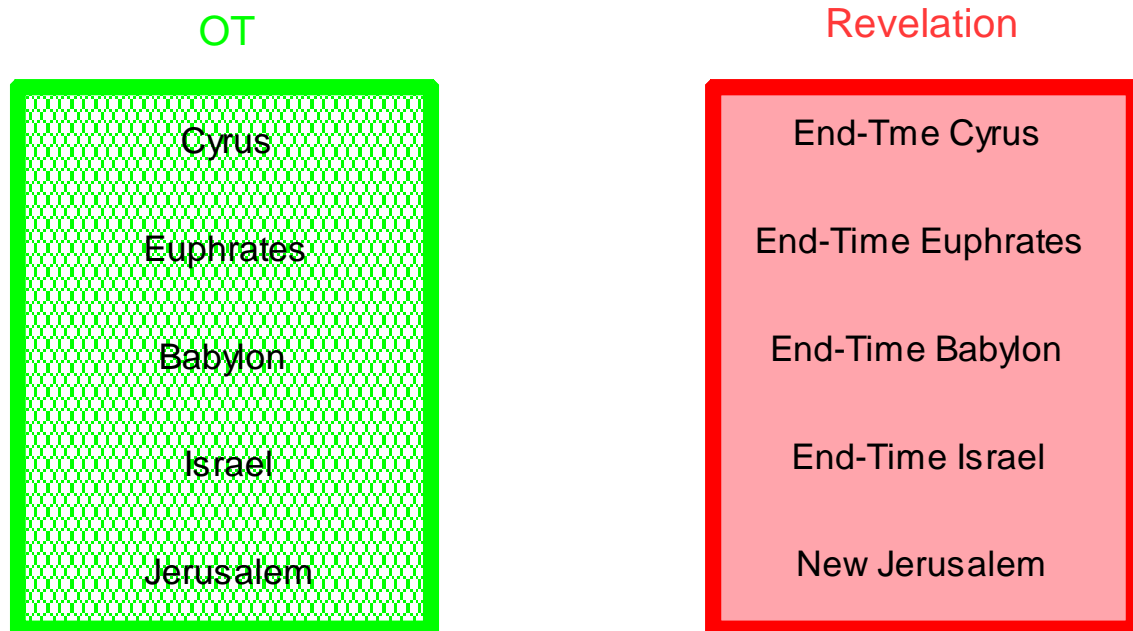 OT
Cyrus
Euphrates
Babylon
Israel
Jerusalem
Revelation
End-Tme Cyrus
End-Time Euphrates
End-Time Babylon
End-Time Israel
New Jerusalem